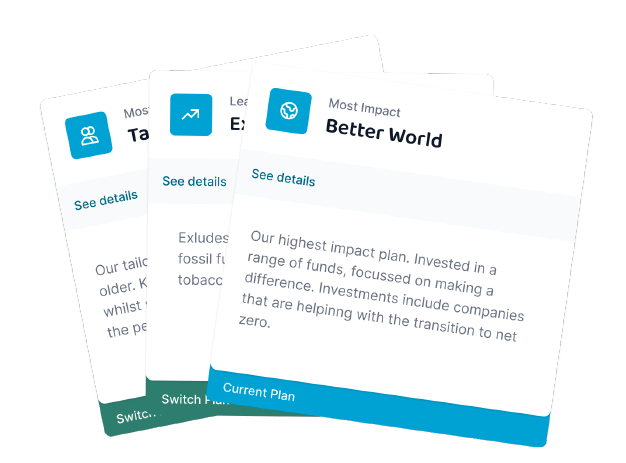 Most
Ta
See details
Our tailo
older. K
whilst
the pe
Switch
Lea
Ex
See details
Exludes
fossil fu
tobacc
Switch Plan
Most Impact
Better World
See details
Our highest impact plan. Invested in a
range of funds, focussed on making a
difference. Investments include companies
that are helpinng with the transition to net
zero.
Current Plan